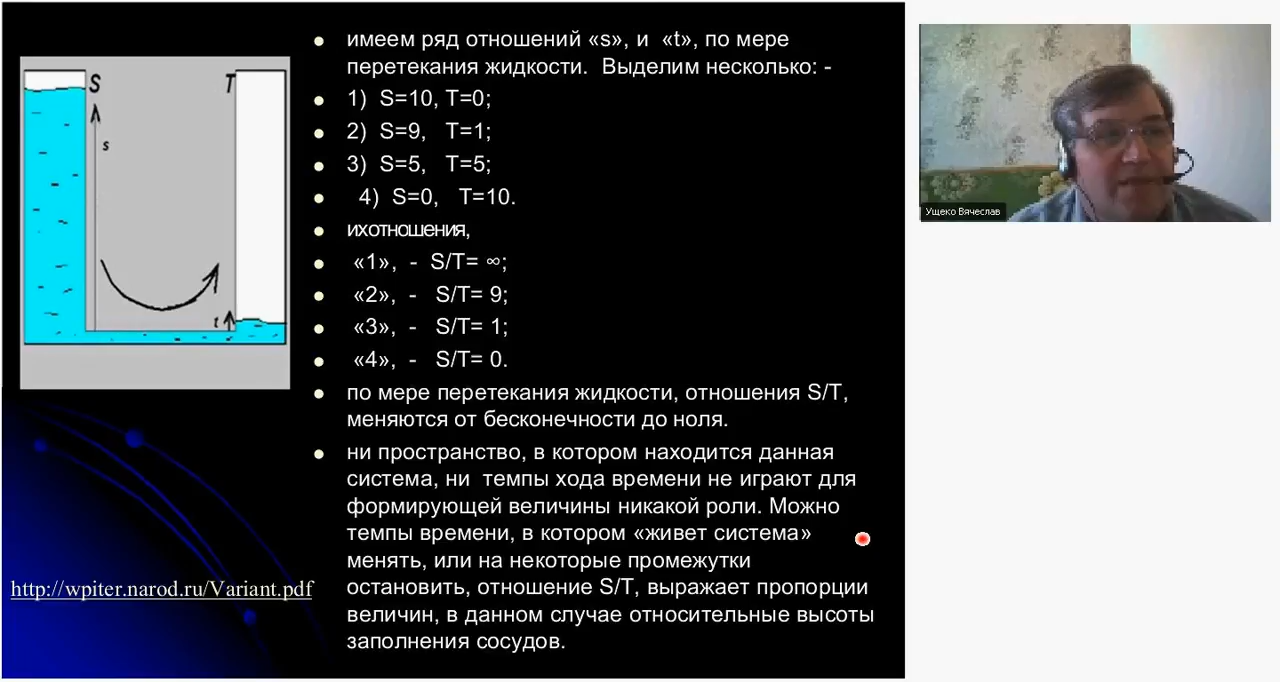 S
T
s
t
имеем ряд отношений «s», и «t», по мере
перетекания жидкости. Выделим несколько: -
1) S=10, T=0;
2) S=9, T=1;
3) S=5, T=5;
4) S=0, T=10.
ихотношения,
«1», - S/T= ∞;
«2», - S/T= 9;
«3», - S/T= 1;
«4», - S/T= 0.
по мере перетекания жидкости, отношения S/T,
меняются от бесконечности до ноля.
ни пространство, в котором находится данная
система, ни темпы хода времени не играют для
формирующей величины никакой роли. Можно
темпы времени, в котором «живет система»
менять, или на некоторые промежутки
остановить, отношение S/T, выражает пропорции
величин, в данном случае относительные высоты
заполнения сосудов.
http://wpiter.narod.ru/Variant.pdf
Ущеко Вячеслав